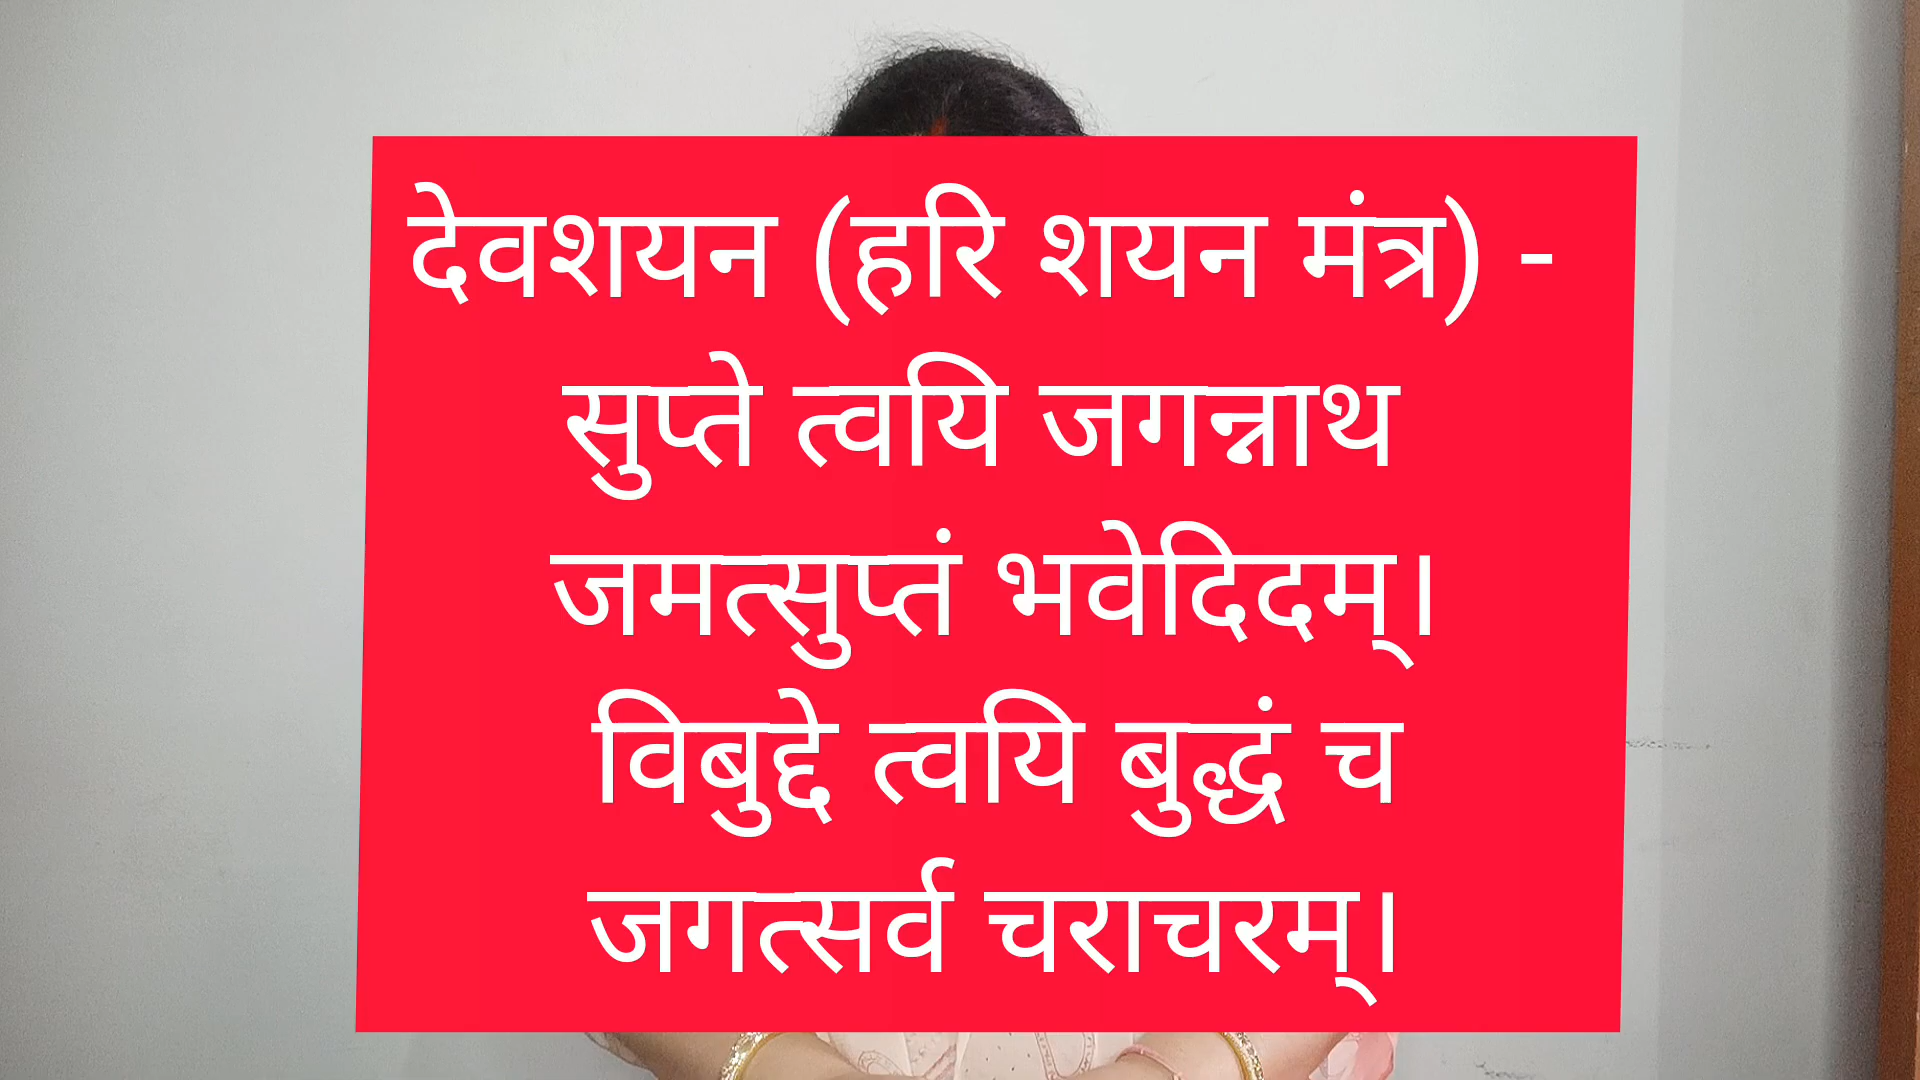 देवशयन (हरि शयन मंत्र) -
सुप्ते त्वयि जगन्नाथ
जमत्सुप्तं भवेदिदम्।
विबुद्दे त्वयि बुद्धं च
जगत्सर्व चराचरम्।